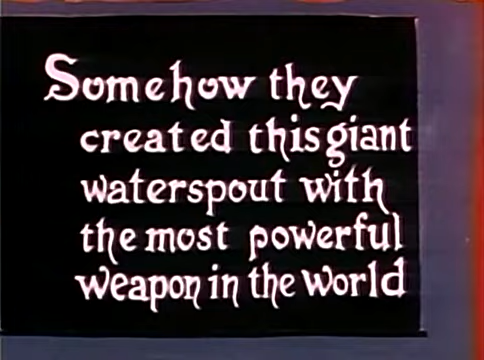 Somehow they
created this giant
waterspout with
the most powerful
weapon in the world